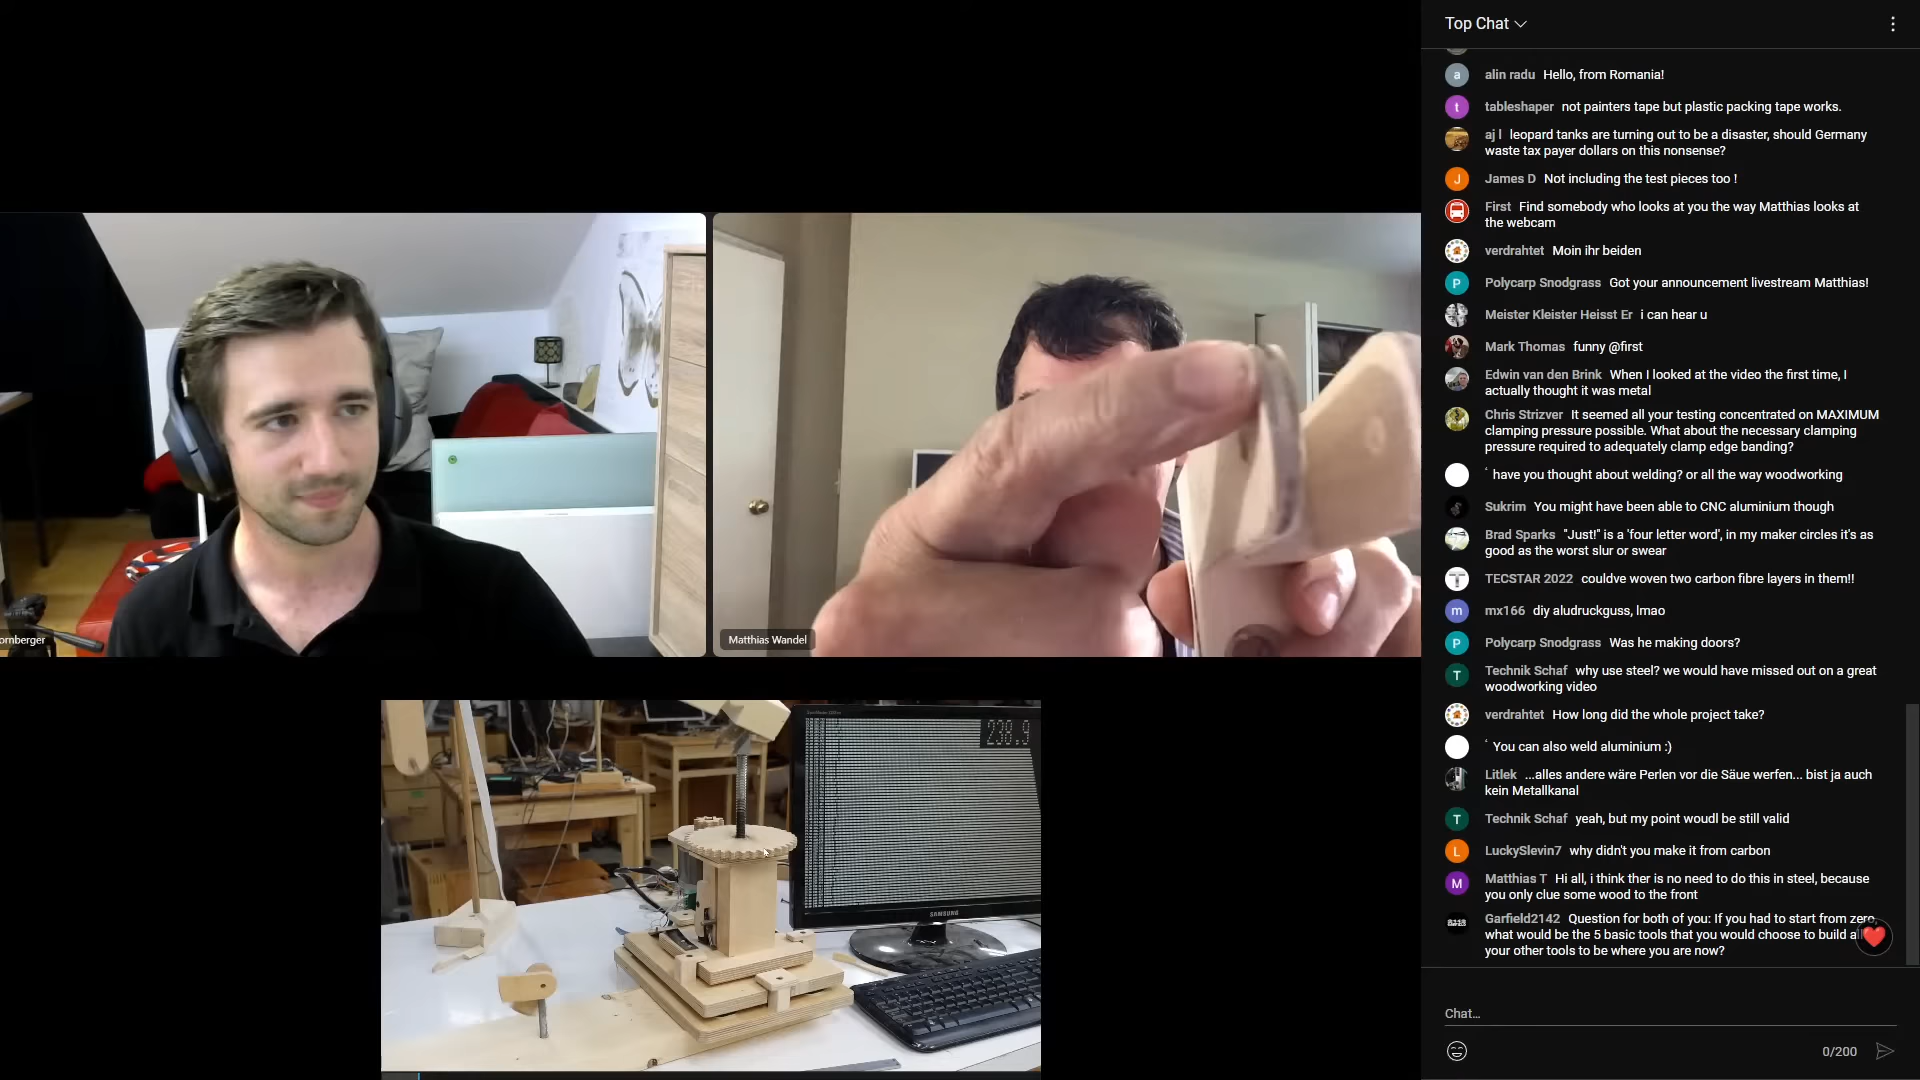 Top Chat
alin radu Hello, from Romania!
tableshaper not painters tape but plastic packing tape works.
aj l leopard tanks are turning out to be a disaster, should Germany
waste tax payer dollars on this nonsense?
James D Not including the test pieces too !
First Find somebody who looks at you the way Matthias looks at
the webcam
verdrahtet Moin ihr beiden
Polycarp Snodgrass Got your announcement livestream Matthias!
Meister Kleister Heisst Er i can hear u
Mark Thomas funny @first
Edwin van den Brink When I looked at the video the first time, I
actually thought it was metal
Chris Strizver It seemed all your testing concentrated on MAXIMUM
clamping pressure possible. What about the necessary clamping
pressure required to adequately clamp edge banding?
‘ have you thought about welding? or all the way woodworking
Sukrim You might have been able to CNC aluminium though
Brad Sparks "Just!" is a 'four letter word', in my maker circles it's as
good as the worst slur or swear
TECSTAR 2022 couldve woven two carbon fibre layers in them!!
mx166 diy aludruckguss, lmao
Polycarp Snodgrass Was he making doors?
Technik Schaf why use steel? we would have missed out on a great
woodworking video
verdrahtet How long did the whole project take?
‘ You can also weld aluminium :)
Litlek ...alles andere wäre Perlen vor die Säue werfen... bist ja auch
kein Metallkanal
Technik Schaf yeah, but my point woudl be still valid
LuckySlevin7 why didn't you make it from carbon
Matthias T Hi all, i think ther is no need to do this in steel, because
you only clue some wood to the front
Garfield2142 Question for both of you: If you had to start from zero,
what would be the 5 basic tools that you would choose to build a
your other tools to be where you are now?
Chat...
0/200
ornberger
Matthias Wandel
238.9
SAMSUNG